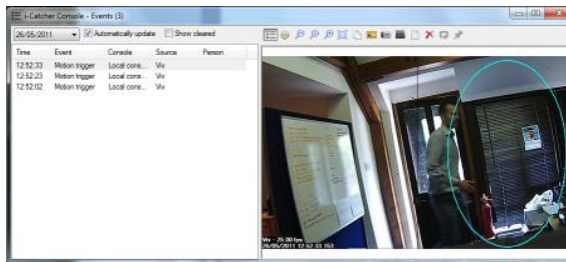 i-Catcher Console - Events (3)
26/05/2011 Automatically update Show cleared
Time Event Console Source Person
12:52:33 Motion trigger Local cons... Viv
12:52:23 Motion trigger Local cons... Viv
12:52:02 Motion trigger Local cons... Viv
Viv - 25.00 fps
26/05/2011 12:52:33.153